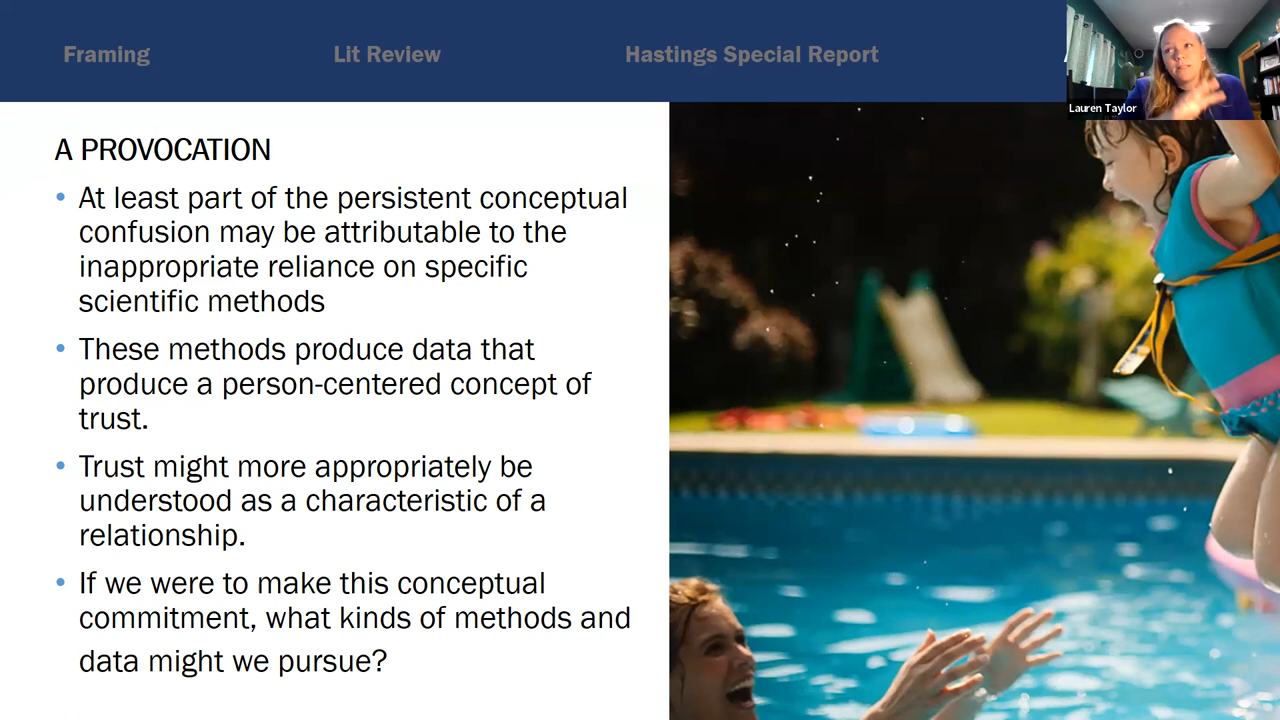 Framing Lit Review Hastings Special Report
Lauren Taylor
A PROVOCATION
• At least part of the persistent conceptual
confusion may be attributable to the
inappropriate reliance on specific
scientific methods
• These methods produce data that
produce a person-centered concept of
trust.
• Trust might more appropriately be
understood as a characteristic of a
relationship.
• If we were to make this conceptual
commitment, what kinds of methods and
data might we pursue?